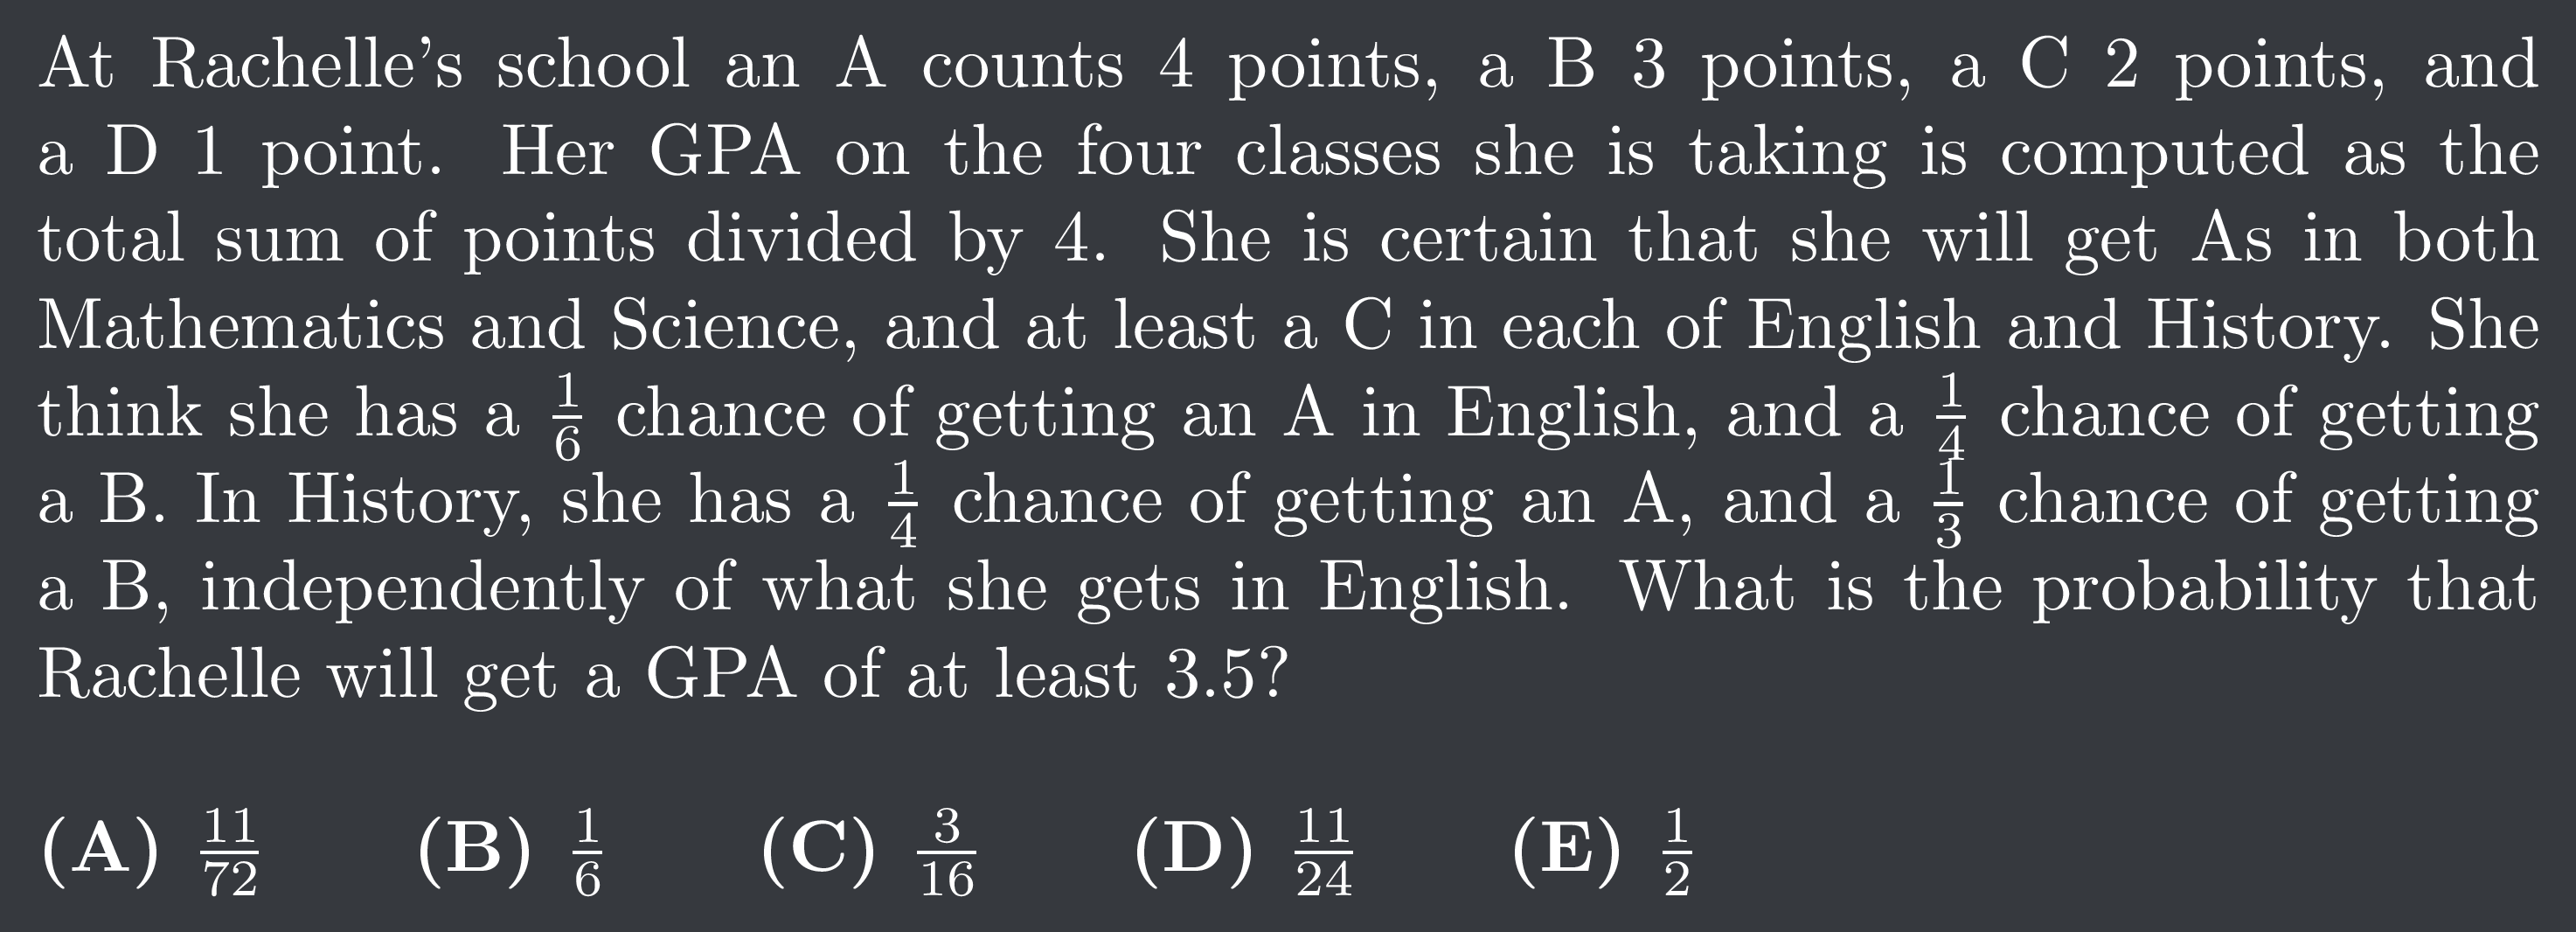 At Rachelle's school an A counts 4 points, a B 3 points, a C 2 points, and
a D 1 point. Her GPA on the four classes she is taking is computed as the
total sum of points divided by 4. She is certain that she will get As in both
Mathematics and Science, and at least a C in each of English and History. She
think she has a $\frac{1}{6}$ chance of getting an A in English, and a $\frac{1}{4}$ chance of getting
a B. In History, she has a $\frac{1}{4}$ chance of getting an A, and a $\frac{1}{3}$ chance of getting
a B, independently of what she gets in English. What is the probability that
Rachelle will get a GPA of at least 3.5?
(A) $\frac{11}{72}$ (B) $\frac{1}{6}$ (C) $\frac{3}{16}$ (D) $\frac{11}{24}$ (E) $\frac{1}{2}$